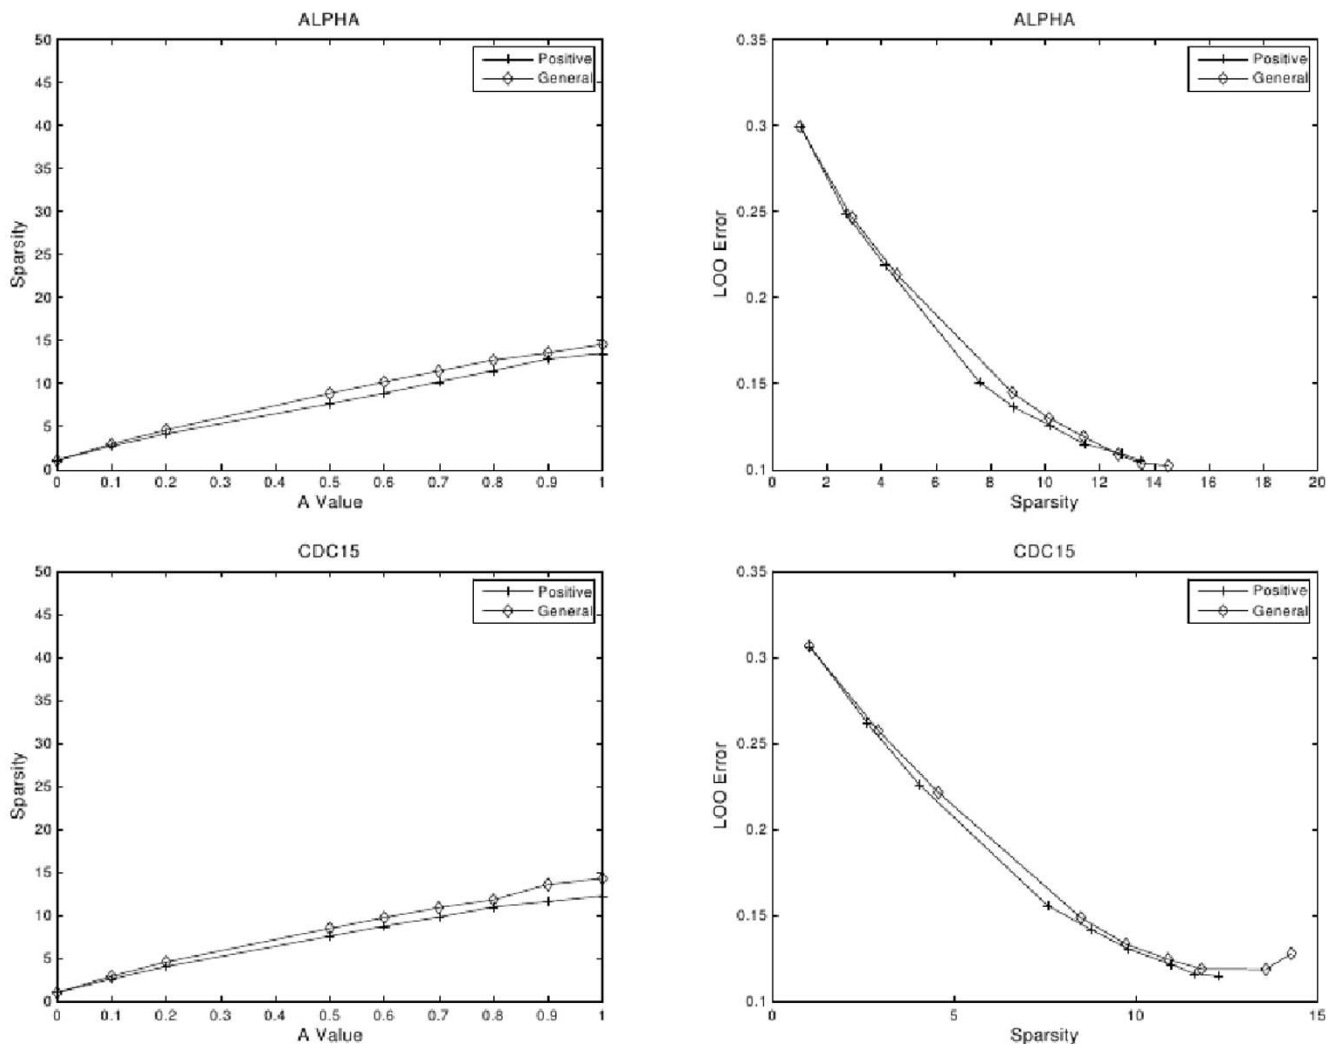 ALPHA
50
45
40
35
30
25
20
15
10
5
0
Sparsity
Positive
General
0 0.1 0.2 0.3 0.4 0.5 0.6 0.7 0.8 0.9 1
A Value
ALPHA
0.35
0.3
0.25
0.2
0.15
0.1
LOO Error
Positive
General
0 2 4 6 8 10 12 14 16 18 20
Sparsity
CDC15
50
45
40
35
30
25
20
15
10
5
0
Sparsity
Positive
General
0 0.1 0.2 0.3 0.4 0.5 0.6 0.7 0.8 0.9 1
A Value
CDC15
0.35
0.3
0.25
0.2
0.15
0.1
LOO Error
Positive
General
0 5 10 15
Sparsity